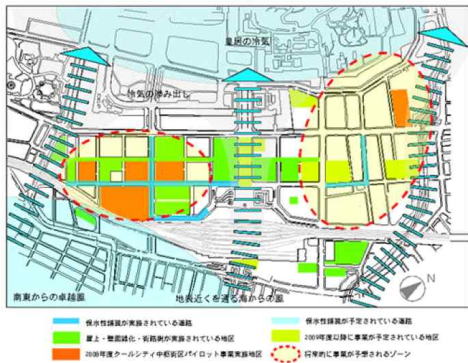 皇居の冷気
冷気の滲み出し
南東からの卓越風
地表近くを通る海からの風
N
保水性舗装が実施されている道路
屋上・壁面緑化・街路樹が実施されている地区
2008年度クールシティ中枢街区パイロット事業実施地区
保水性舗装が予定されている道路
2009年度以降に事業が予定されている地区
将来的に事業が予想されるゾーン